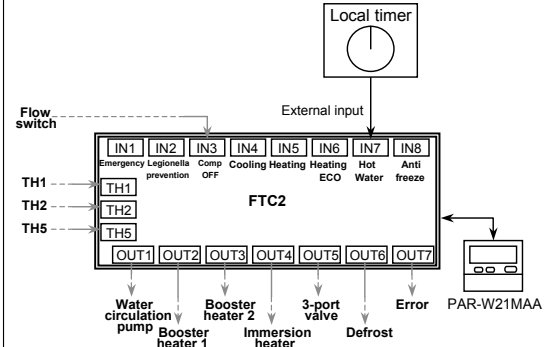 Local timer
External input
Flow
switch
IN1 IN2 IN3 IN4 IN5 IN6 IN7 IN8
Emergency Legionella prevention Comp OFF Cooling Heating Heating ECO Hot Water Anti freeze
TH1 TH1
TH2 TH2
TH5 TH5
FTC2
OUT1 OUT2 OUT3 OUT4 OUT5 OUT6 OUT7
Water
circulation
pump
Booster
heater 1
Booster
heater 2
Immersion
heater
3-port
valve
Defrost
Error
PAR-W21MAA